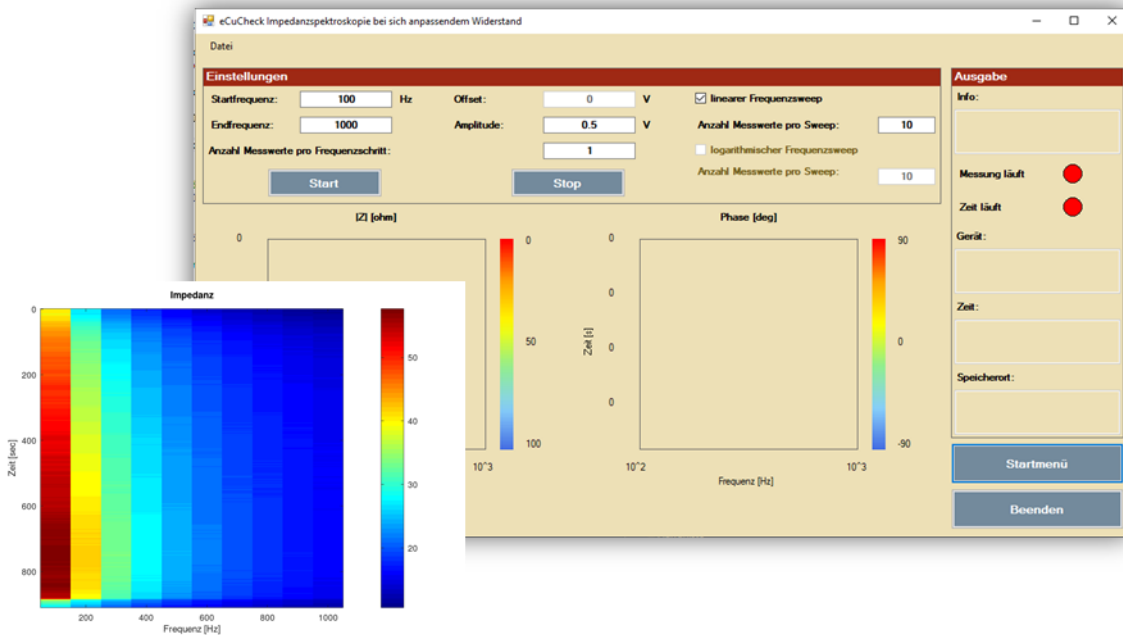 eCuCheck Impedanzspektroskopie bei sich anpassendem Widerstand
Datei
Einstellungen
Startfrequenz: 100 Hz Offset: 0 V linearer Frequenzsweep
Endfrequenz: 1000 Amplitude: 0.5 V Anzahl Messwerte pro Sweep: 10
Anzahl Messwerte pro Frequenzschritt: 1 logarithmischer Frequenzsweep
Anzahl Messwerte pro Sweep: 10
Start Stop
Ausgabe
Info:
Messung läuft
Zeit läuft
Gerät:
Zeit:
Speicherort:
Startmenü
Beenden
|Z| [ohm]
0
0
50
100
10^3
Phase [deg]
Zeit [s]
0
0
0
0
90
0
-90
10^2 10^3
Frequenz [Hz]
Impedanz
Zeit [sec]
0
200
400
600
800
200 400 600 800 1000
Frequenz [Hz]
50
40
30
20